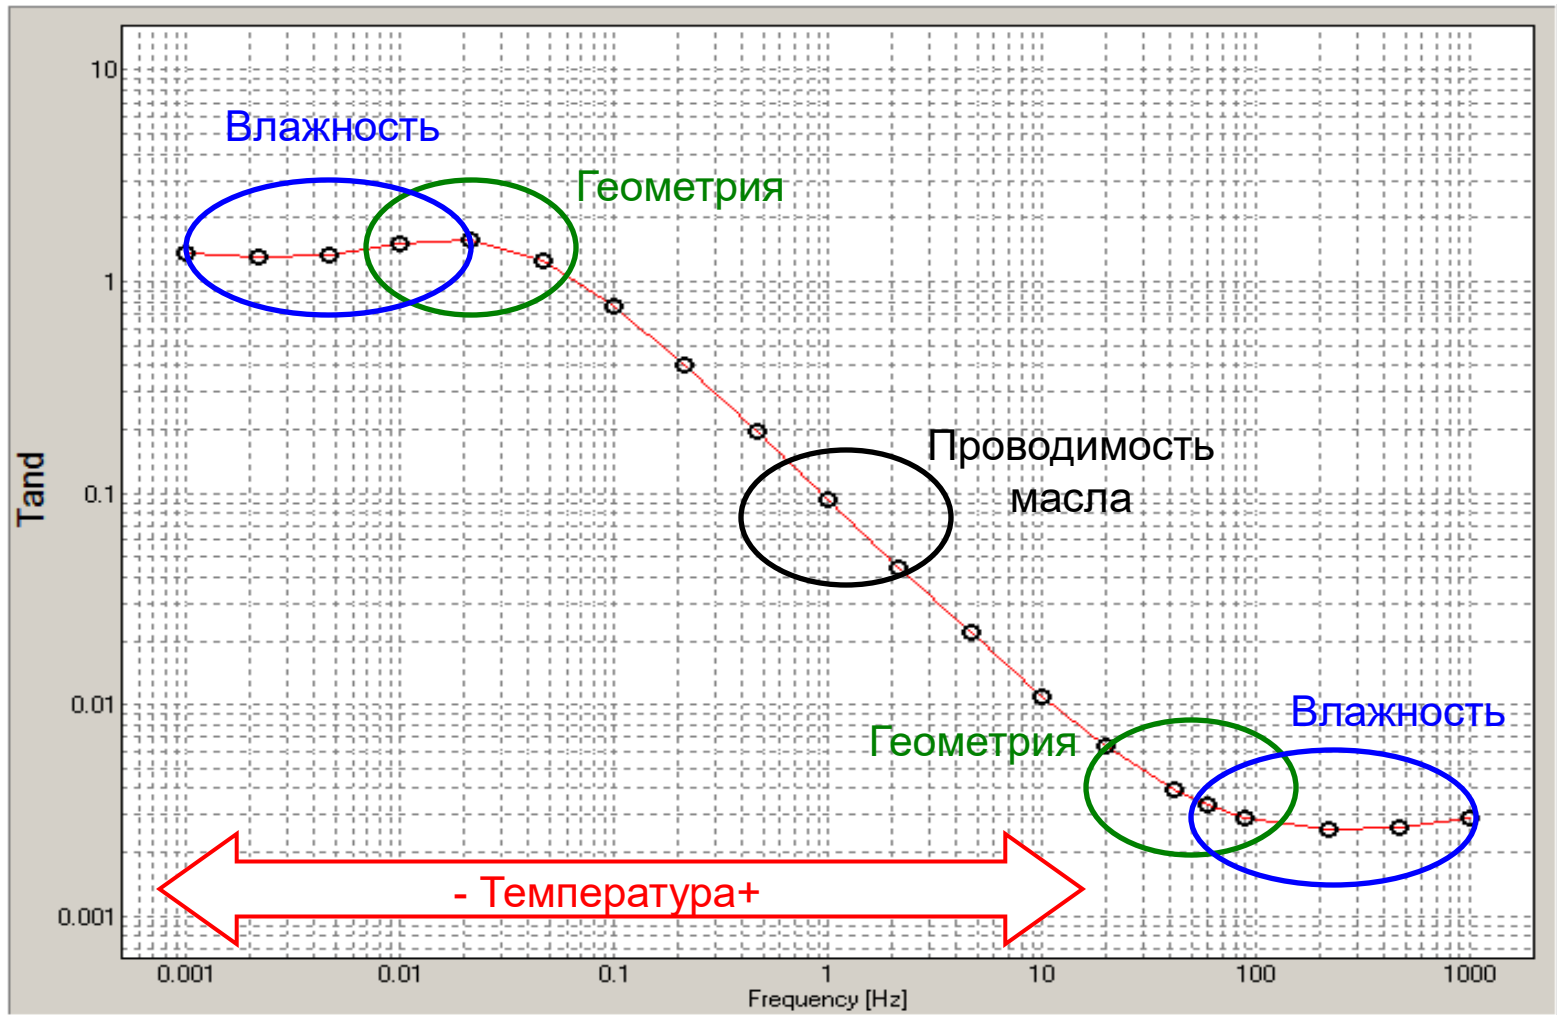 10
Влажность
Геометрия
1
Проводимость
масла
Tand
0.1
0.01
Влажность
Геометрия
- Температура+
0.001
0.001 0.01 0.1 1 10 100 1000
Frequency [Hz]